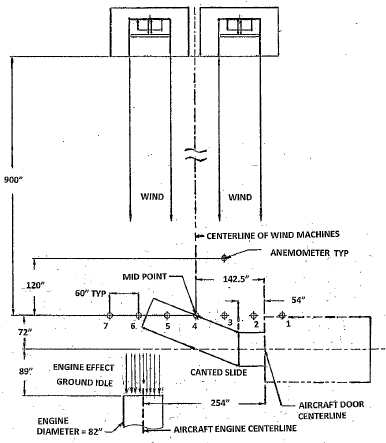 900"
WIND
WIND
CENTERLINE OF WIND MACHINES
ANEMOMETER TYP
MID POINT
142.5"
120"
60" TYP
54"
7
6
5
4
3
2
1
72"
89"
ENGINE EFFECT
GROUND IDLE
CANTED SLIDE
254"
AIRCRAFT DOOR
CENTERLINE
ENGINE
DIAMETER = 82"
AIRCRAFT ENGINE CENTERLINE